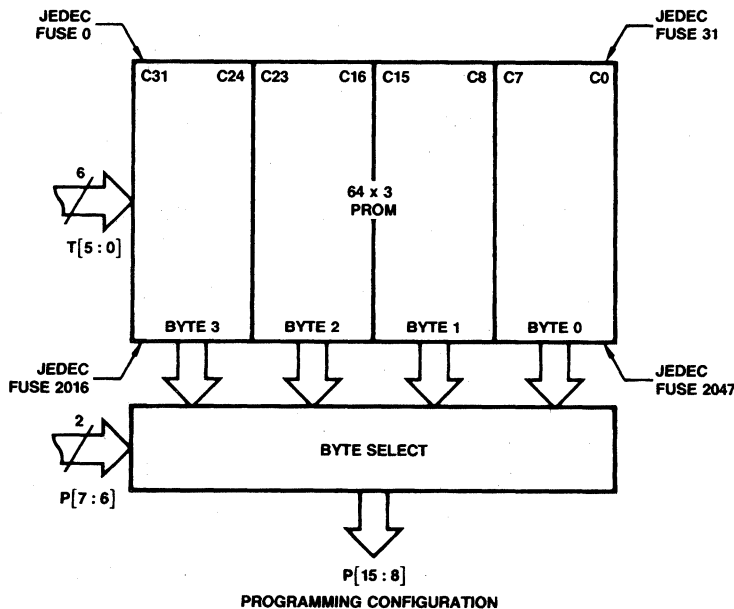 JEDEC
FUSE 0
JEDEC
FUSE 31
C31
C24
C23
C16
C15
C8
C7
C0
6
64 x 3
PROM
T[5 : 0]
BYTE 3
BYTE 2
BYTE 1
BYTE 0
JEDEC
FUSE 2016
JEDEC
FUSE 2047
2
BYTE SELECT
P[7 : 6]
P[15 : 8]
PROGRAMMING CONFIGURATION